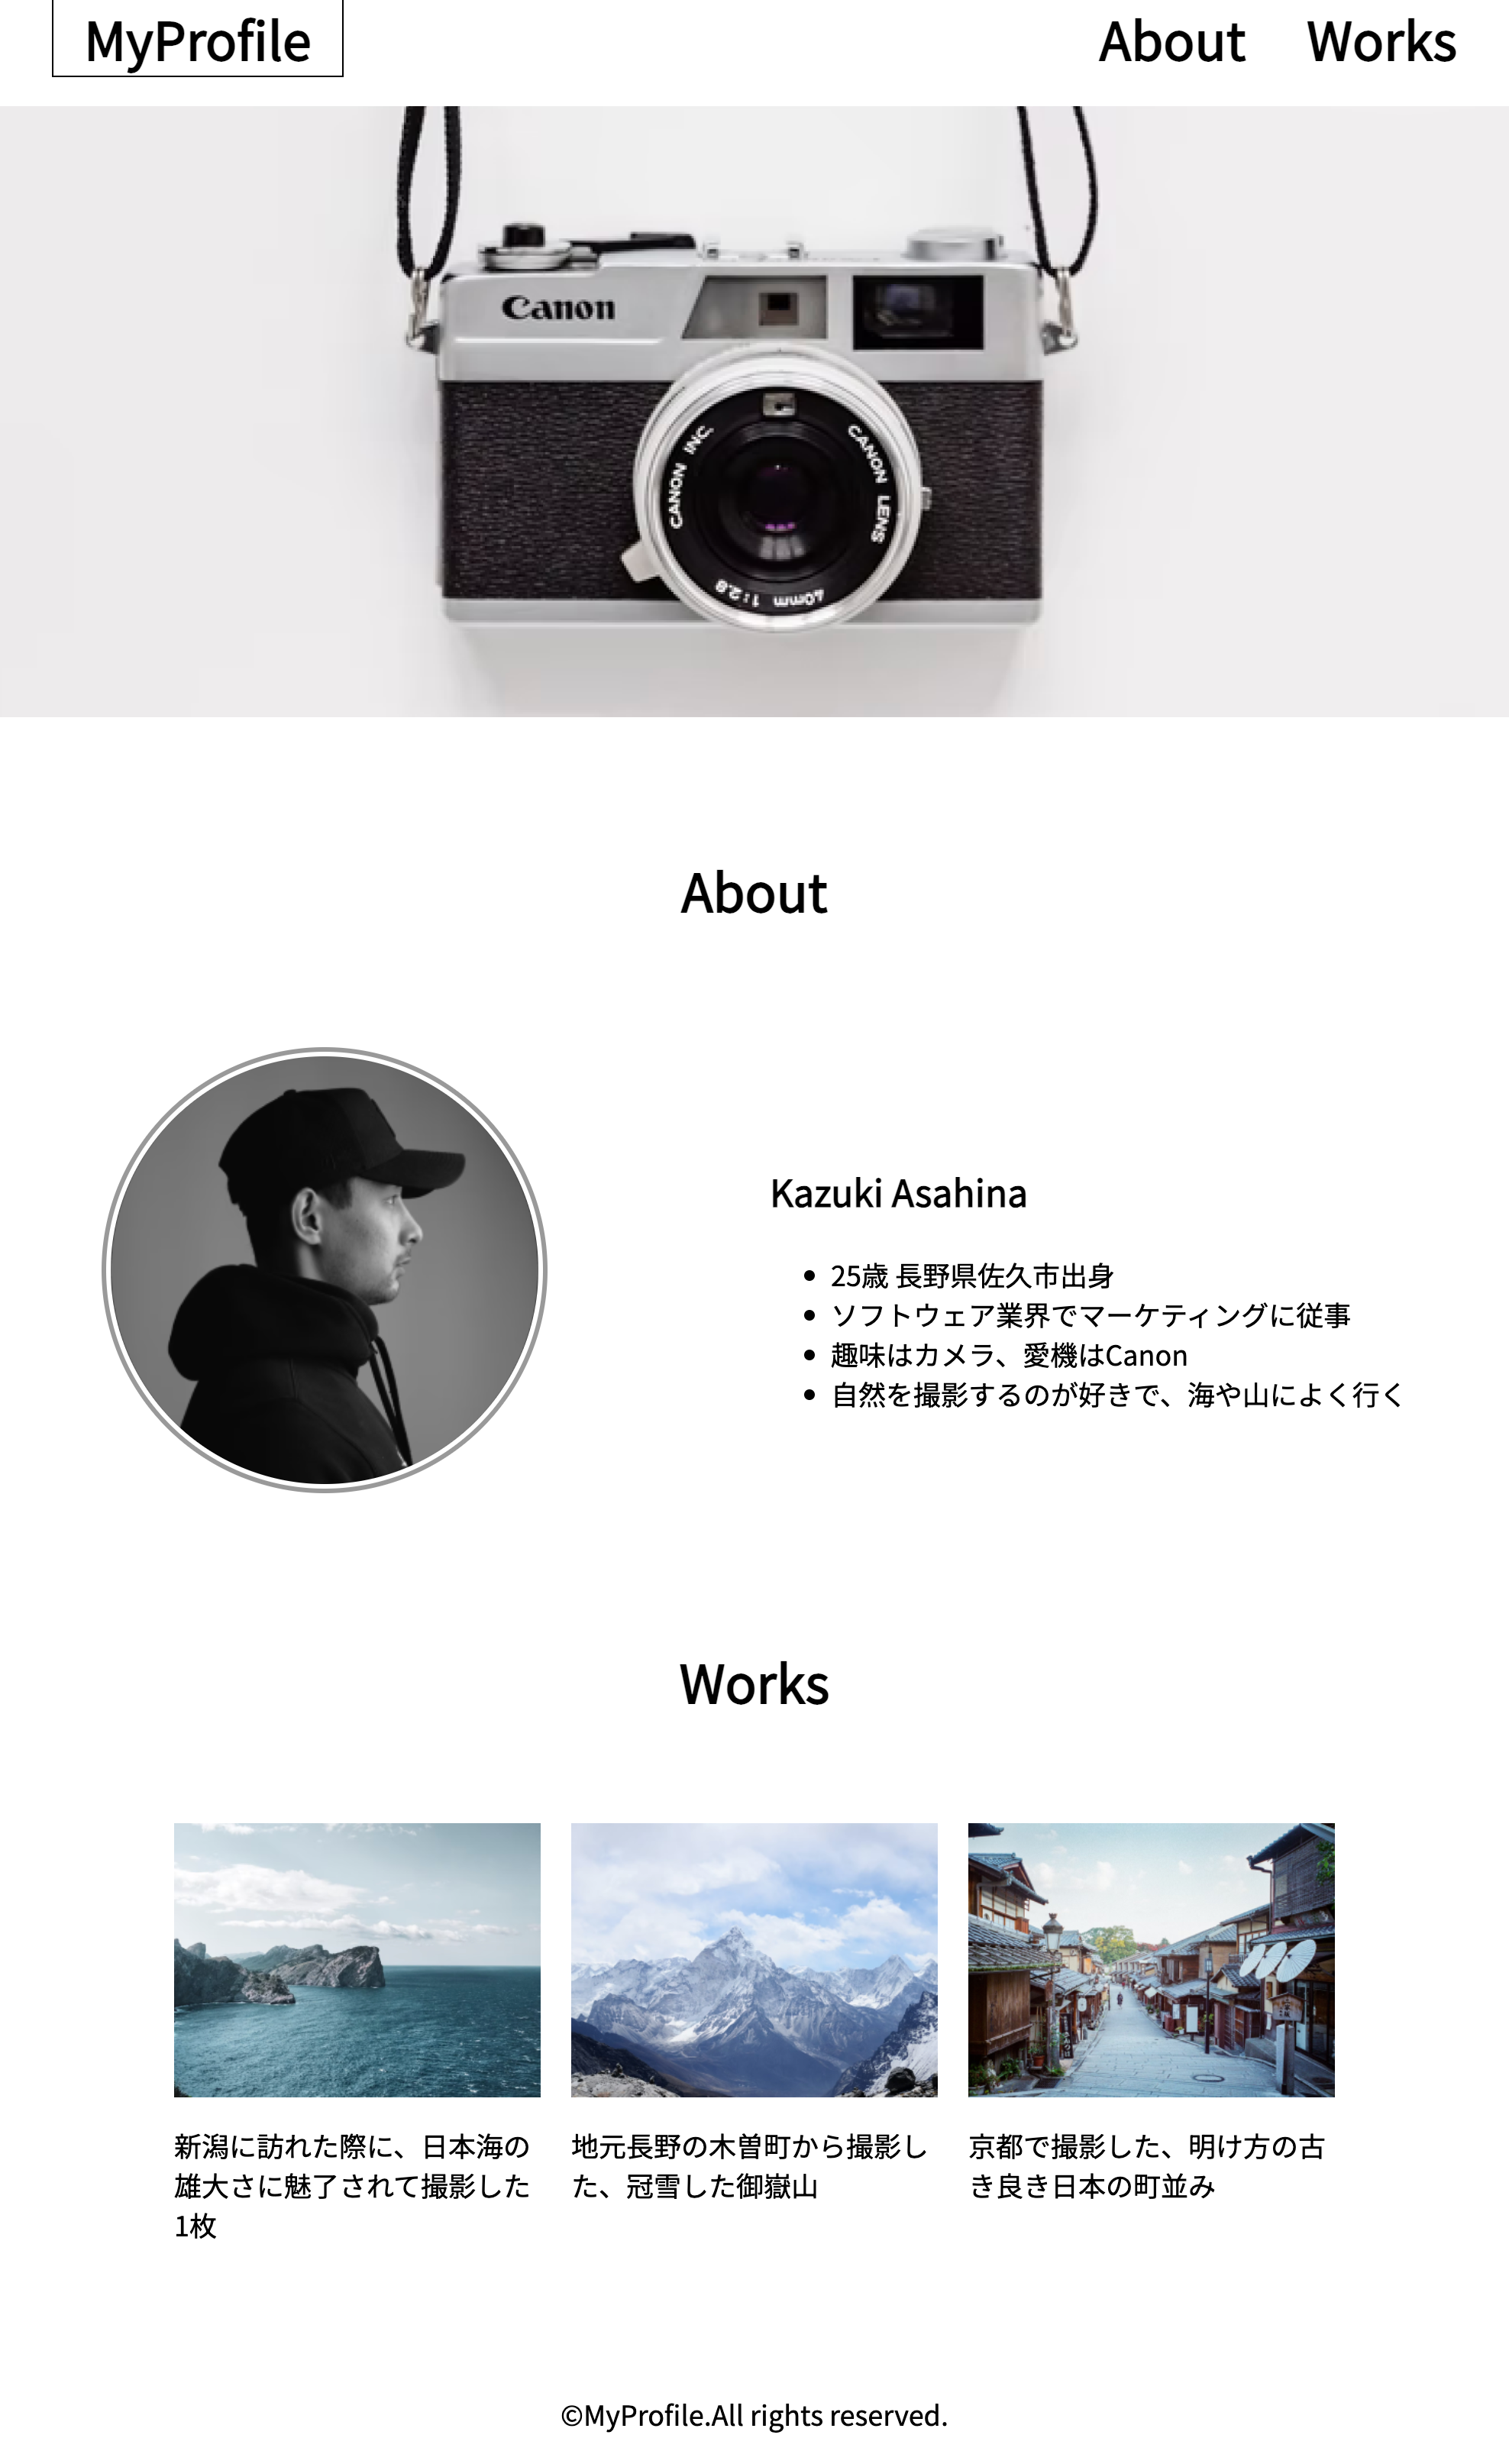 MyProfile
About
Works
Canon
CANON INC.
CANON LENS
40mm 1:2.8
About
Kazuki Asahina
25歳 長野県佐久市出身
ソフトウェア業界でマーケティングに従事
趣味はカメラ、愛機はCanon
自然を撮影するのが好きで、海や山によく行く
Works
新潟に訪れた際に、日本海の
雄大さに魅了されて撮影した
1枚
地元長野の木曽町から撮影し
た、冠雪した御嶽山
京都で撮影した、明け方の古
き良き日本の町並み
©MyProfile.All rights reserved.